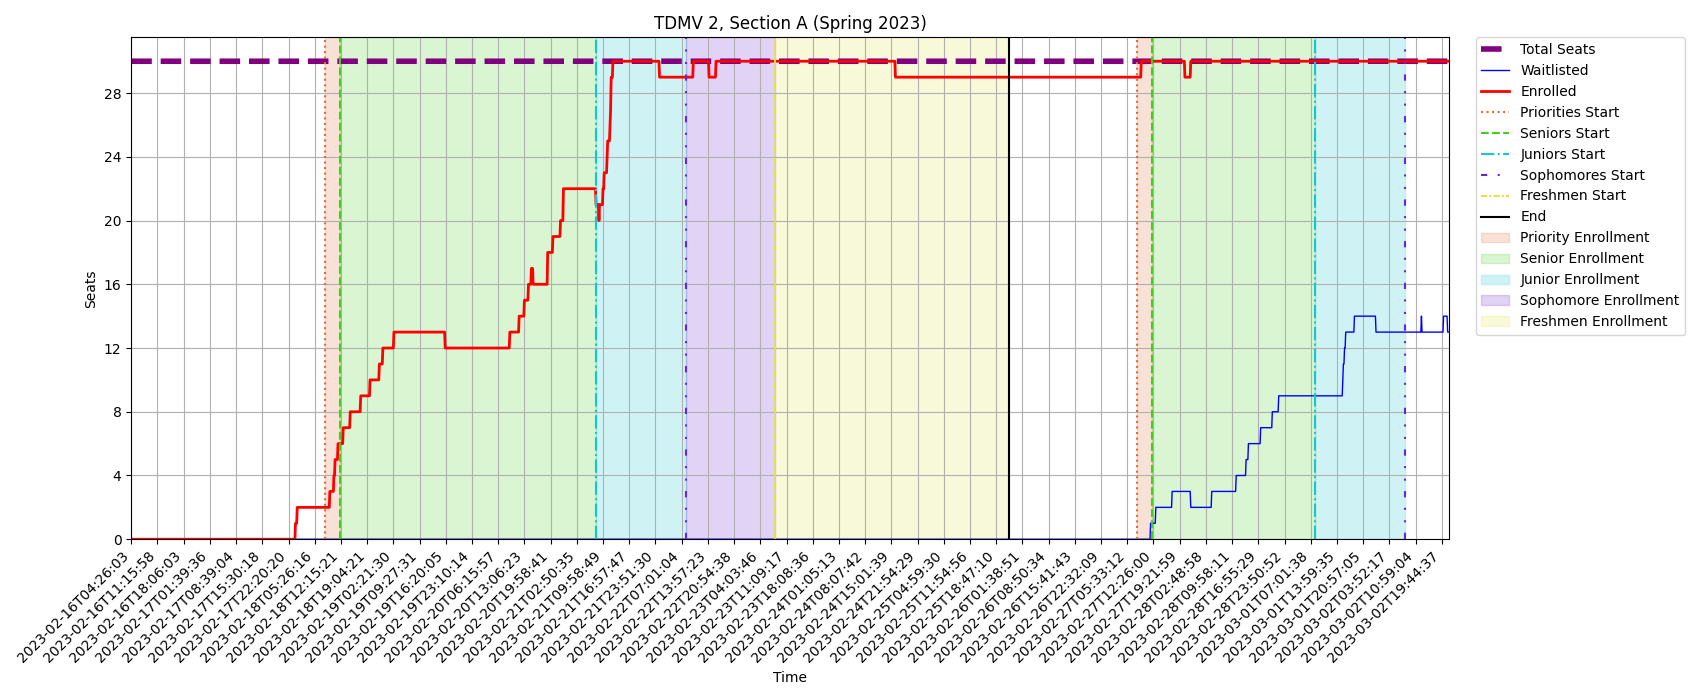 TDMV 2, Section A (Spring 2023)
Seats
28
24
20
16
12
8
4
0
2023-02-16T04:26:03
2023-02-16T11:15:58
2023-02-16T18:06:03
2023-02-17T01:39:36
2023-02-17T08:39:04
2023-02-17T15:30:18
2023-02-17T22:20:20
2023-02-18T05:26:16
2023-02-18T12:15:21
2023-02-18T19:04:21
2023-02-19T02:21:30
2023-02-19T09:27:31
2023-02-19T16:20:05
2023-02-19T23:10:14
2023-02-20T06:15:57
2023-02-20T13:06:23
2023-02-20T19:58:41
2023-02-21T02:50:35
2023-02-21T09:58:49
2023-02-21T16:57:47
2023-02-21T23:51:30
2023-02-22T07:01:04
2023-02-22T13:57:23
2023-02-22T20:54:38
2023-02-23T04:03:46
2023-02-23T11:09:17
2023-02-23T18:08:36
2023-02-24T01:05:13
2023-02-24T08:07:42
2023-02-24T15:01:39
2023-02-24T21:54:29
2023-02-25T04:59:30
2023-02-25T11:54:56
2023-02-25T18:47:10
2023-02-26T01:38:51
2023-02-26T08:50:34
2023-02-26T15:41:43
2023-02-26T22:32:09
2023-02-27T05:33:12
2023-02-27T12:26:00
2023-02-27T19:21:59
2023-02-28T02:48:58
2023-02-28T09:58:11
2023-02-28T16:55:29
2023-02-28T23:50:52
2023-03-01T07:01:38
2023-03-01T13:59:35
2023-03-01T20:57:05
2023-03-02T03:52:17
2023-03-02T10:59:04
2023-03-02T19:44:37
Time
Total Seats
Waitlisted
Enrolled
Priorities Start
Seniors Start
Juniors Start
Sophomores Start
Freshmen Start
End
Priority Enrollment
Senior Enrollment
Junior Enrollment
Sophomore Enrollment
Freshmen Enrollment